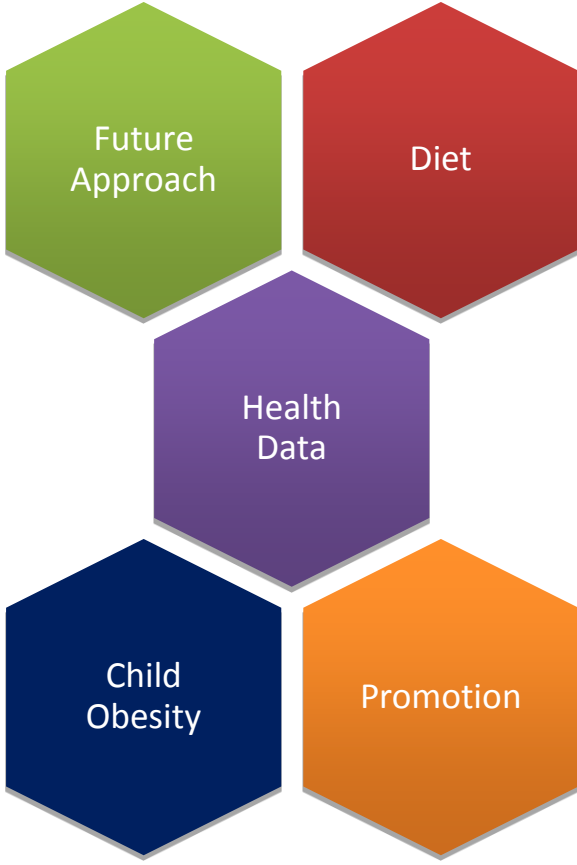 Future
Approach
Diet
Health
Data
Child
Obesity
Promotion